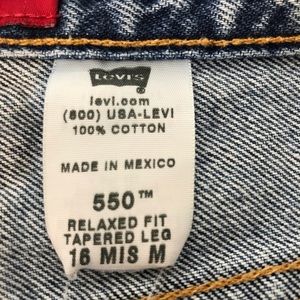 Levi's
levi.com
(800) USA-LEVI
100% COTTON
MADE IN MEXICO
550™
RELAXED FIT
TAPERED LEG
16 MIS M